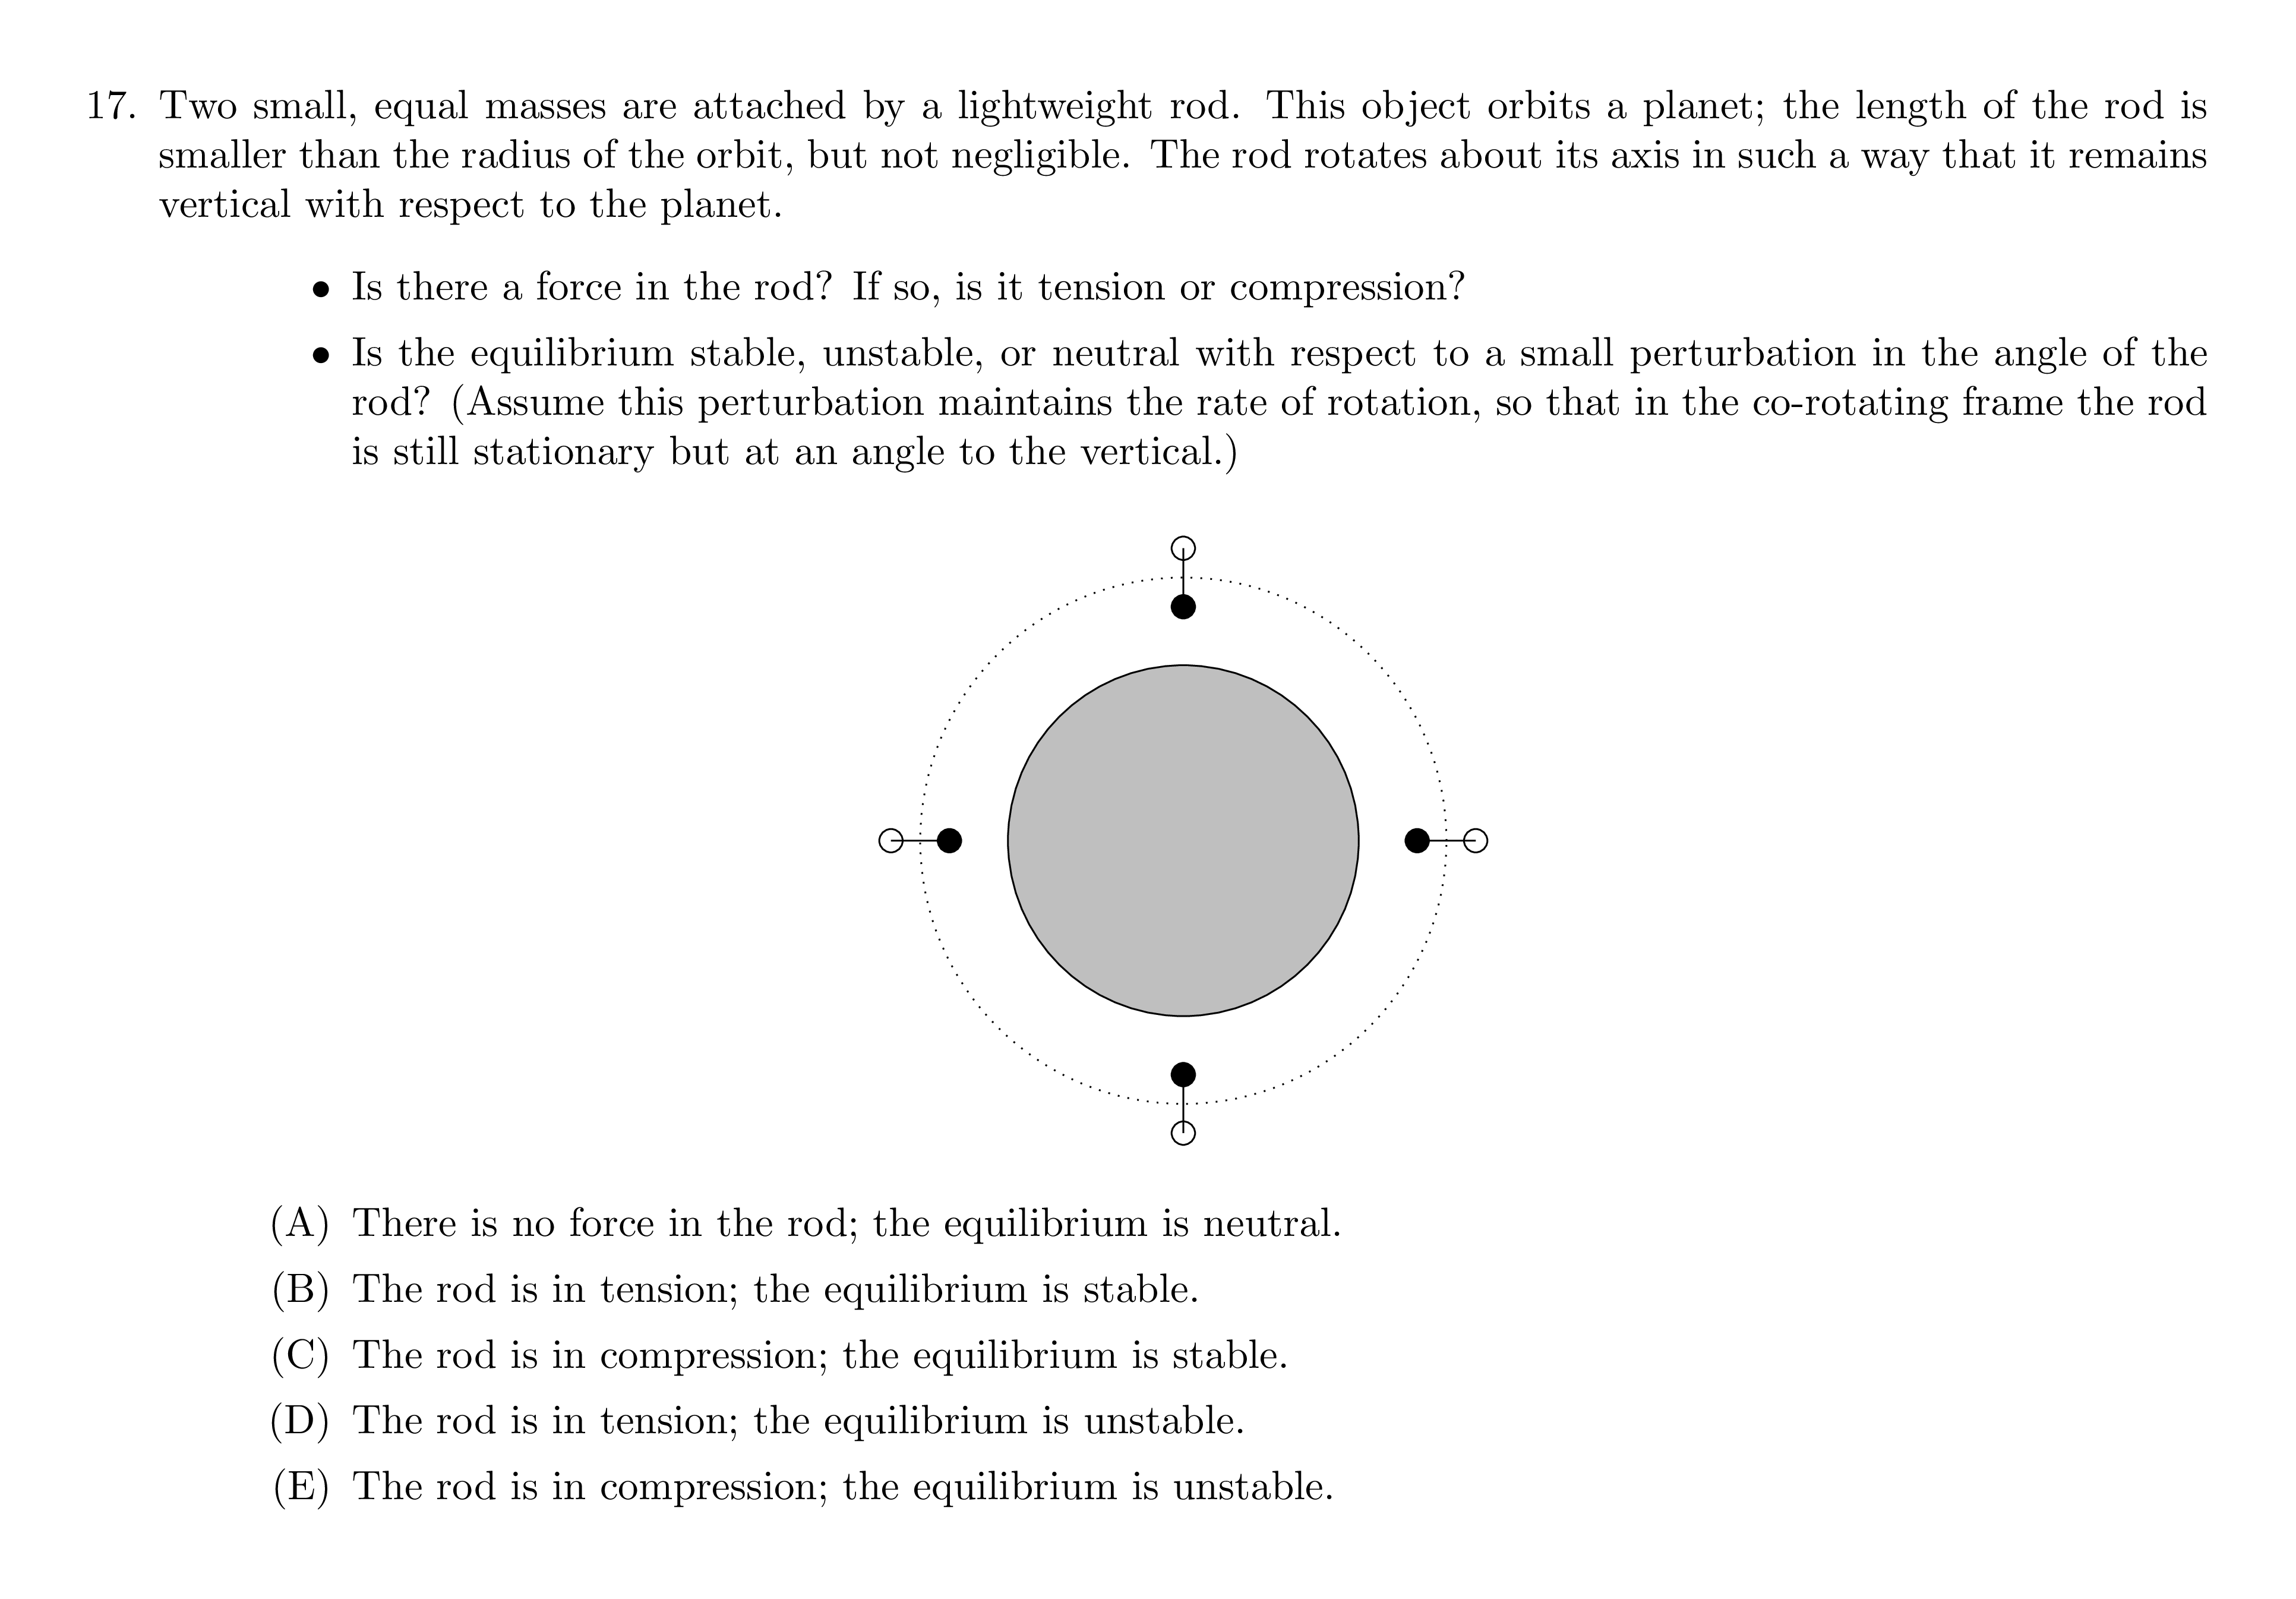 17. Two small, equal masses are attached by a lightweight rod. This object orbits a planet; the length of the rod is
smaller than the radius of the orbit, but not negligible. The rod rotates about its axis in such a way that it remains
vertical with respect to the planet.
• Is there a force in the rod? If so, is it tension or compression?
• Is the equilibrium stable, unstable, or neutral with respect to a small perturbation in the angle of the
rod? (Assume this perturbation maintains the rate of rotation, so that in the co-rotating frame the rod
is still stationary but at an angle to the vertical.)
(A) There is no force in the rod; the equilibrium is neutral.
(B) The rod is in tension; the equilibrium is stable.
(C) The rod is in compression; the equilibrium is stable.
(D) The rod is in tension; the equilibrium is unstable.
(E) The rod is in compression; the equilibrium is unstable.